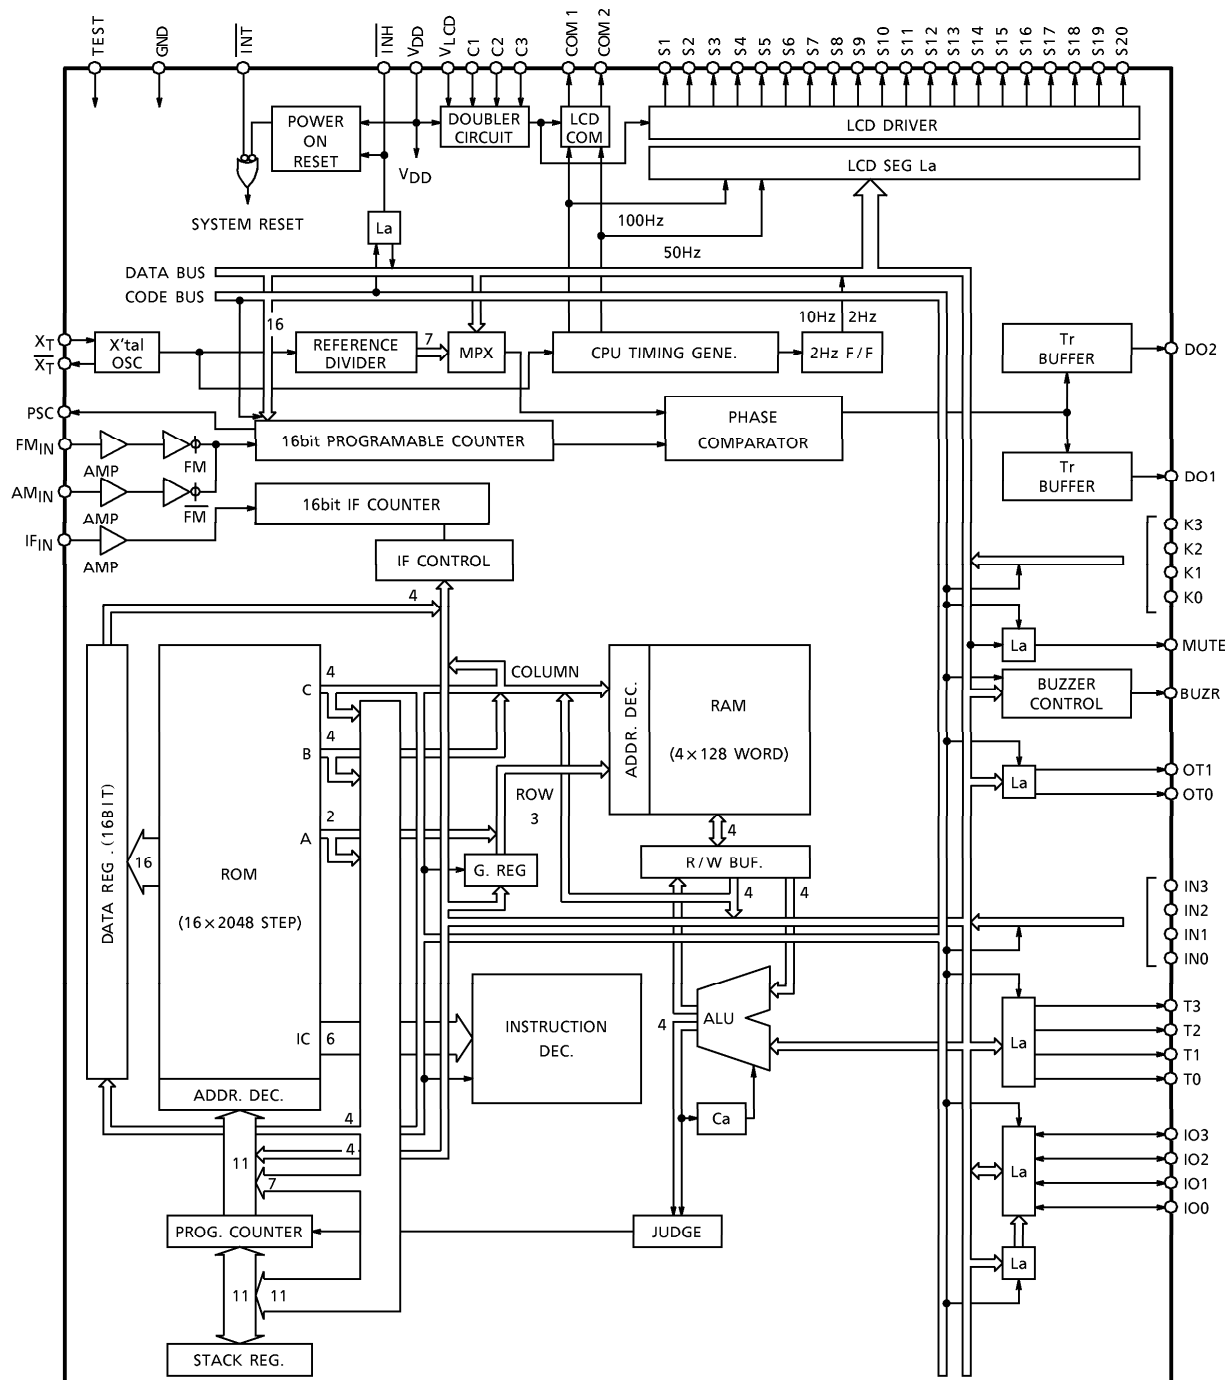 TEST
GND
INT
INH
VDD
VLCD
C1
C2
C3
COM 1
COM 2
S1
S2
S3
S4
S5
S6
S7
S8
S9
S10
S11
S12
S13
S14
S15
S16
S17
S18
S19
S20
POWER
ON
RESET
DOUBLER
CIRCUIT
LCD
COM
LCD DRIVER
LCD SEG La
VDD
SYSTEM RESET
La
100Hz
50Hz
DATA BUS
CODE BUS
16
10Hz
2Hz
XT
XT
X'tal
OSC
REFERENCE
DIVIDER
7
MPX
CPU TIMING GENE.
2Hz F/F
Tr
BUFFER
DO2
PSC
FMIN
AMP
FM
16bit PROGRAMABLE COUNTER
PHASE
COMPARATOR
Tr
BUFFER
DO1
AMIN
AMP
FM
16bit IF COUNTER
IFIN
AMP
IF CONTROL
K3
K2
K1
K0
4
La
MUTE
BUZZER
CONTROL
BUZR
DATA REG. (16BIT)
ROM
(16×2048 STEP)
C
4
B
4
A
2
IC
6
16
COLUMN
ROW
3
ADDR. DEC.
RAM
(4×128 WORD)
La
OT1
OT0
4
R/W BUF.
4
4
G. REG
IN3
IN2
IN1
IN0
INSTRUCTION
DEC.
4
ALU
La
T3
T2
T1
T0
ADDR. DEC.
4
Ca
4
11
7
La
IO3
IO2
IO1
IO0
PROG. COUNTER
JUDGE
La
11
11
STACK REG.